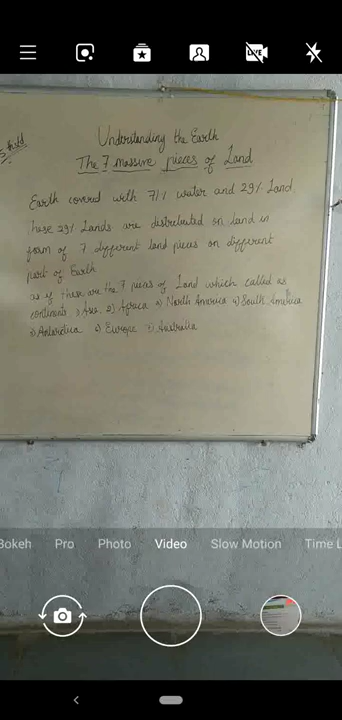 Understanding the Earth
The 7 massive pieces of Land
Earth covered with 71% water and 29% Land
These 29% Lands are distributed on land in
form of 7 different land pieces on different
part of Earth
as if these are the 7 pieces of Land which called as
continents 1) Asia 2) Africa 3) North America 4) South America
5) Antarctica 6) Europe 7) Australia
Bokeh Pro Photo Video Slow Motion Time L